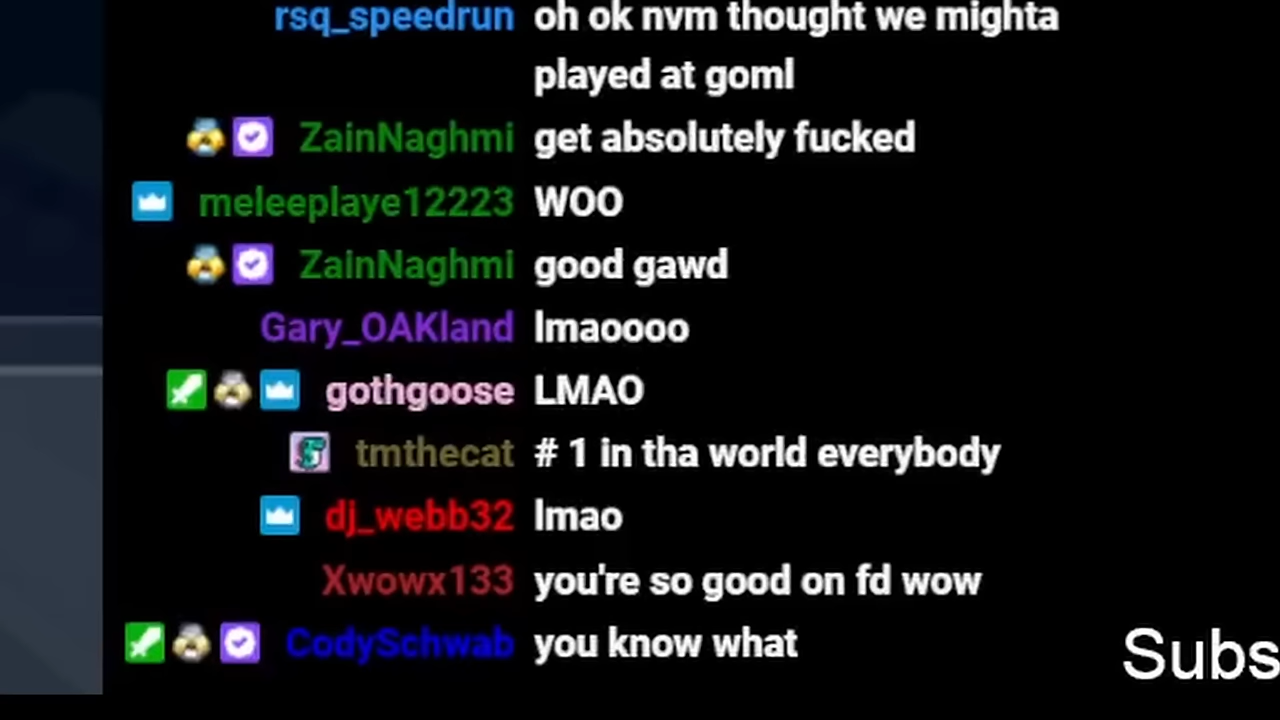 rsq_speedrun oh ok nvm thought we mighta
played at goml
ZainNaghmi get absolutely fucked
meleeplaye12223 WOO
ZainNaghmi good gawd
Gary_OAKland lmaoooo
gothgoose LMAO
tmthecat # 1 in tha world everybody
dj_webb32 lmao
Xwowx133 you're so good on fd wow
CodySchwab you know what
Subs